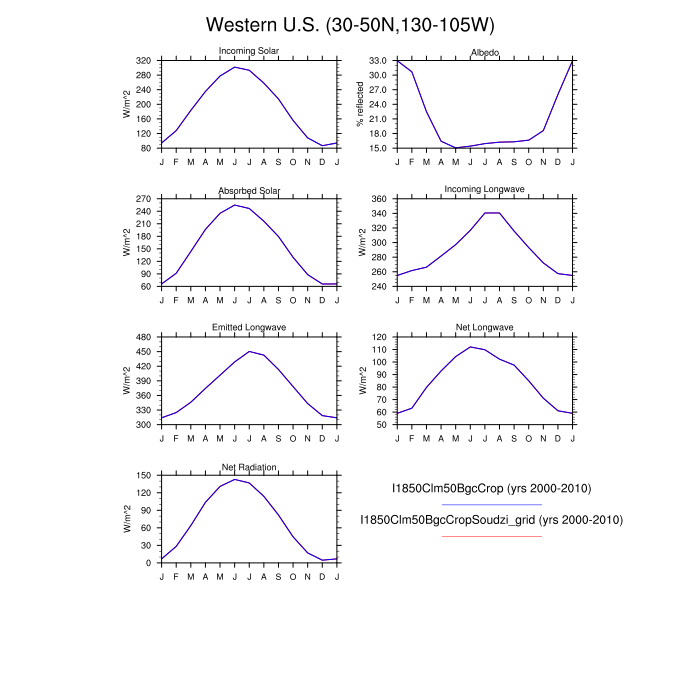 Western U.S. (30-50N,130-105W)
Incoming Solar
W/m^2
320
280
240
200
160
120
80
J F M A M J J A S O N D J
Albedo
% reflected
33.0
30.0
27.0
24.0
21.0
18.0
15.0
J F M A M J J A S O N D J
Absorbed Solar
W/m^2
270
240
210
180
150
120
90
60
J F M A M J J A S O N D J
Incoming Longwave
W/m^2
360
340
320
300
280
260
240
J F M A M J J A S O N D J
Emitted Longwave
W/m^2
480
450
420
390
360
330
300
J F M A M J J A S O N D J
Net Longwave
W/m^2
120
110
100
90
80
70
60
50
J F M A M J J A S O N D J
Net Radiation
W/m^2
150
120
90
60
30
0
J F M A M J J A S O N D J
I1850Clm50BgcCrop (yrs 2000-2010)
I1850Clm50BgcCropSoudzi_grid (yrs 2000-2010)